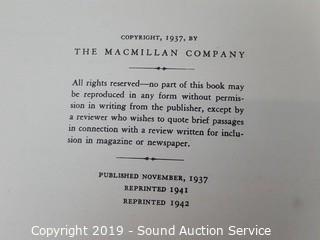 COPYRIGHT, 1937, BY
THE MACMILLAN COMPANY
All rights reserved—no part of this book may
be reproduced in any form without permis-
sion in writing from the publisher, except by
a reviewer who wishes to quote brief passages
in connection with a review written for inclu-
sion in magazine or newspaper.
PUBLISHED NOVEMBER, 1937
REPRINTED 1941
REPRINTED 1942
Copyright 2019 - Sound Auction Service